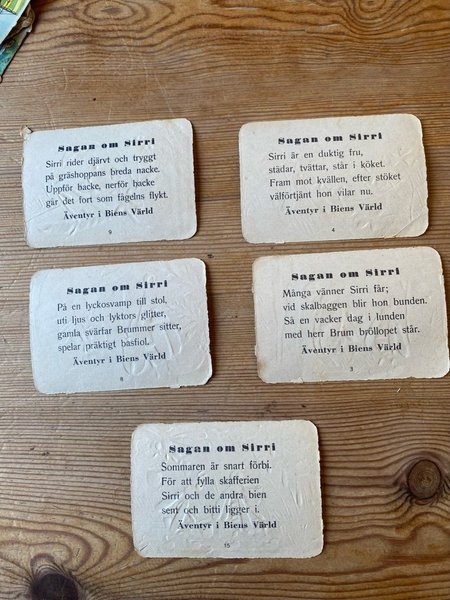 Sagan om Sirri
Sirri rider djärvt och tryggt
på gräshoppans breda nacke.
Uppför backe, nerför backe
går det fort som fågelns flykt.
Äventyr i Biens Värld
9
Sagan om Sirri
Sirri är en duktig fru,
städar, tvättar, står i köket.
Fram mot kvällen, efter stöket
välförtjänt hon vilar nu.
Äventyr i Biens Värld
4
Sagan om Sirri
På en lyckosvamp till stol,
uti ljus och lyktors glitter,
gamla svärfar Brummer sitter,
spelar präktigt basfiol.
Äventyr i Biens Värld
8
Sagan om Sirri
Många vänner Sirri får;
vid skalbaggen blir hon bunden.
Så en vacker dag i lunden
med herr Brum bröllopet står.
Äventyr i Biens Värld
3
Sagan om Sirri
Sommaren är snart förbi.
För att fylla skafferien
Sirri och de andra bien
sent och bitti ligger i.
Äventyr i Biens Värld
15